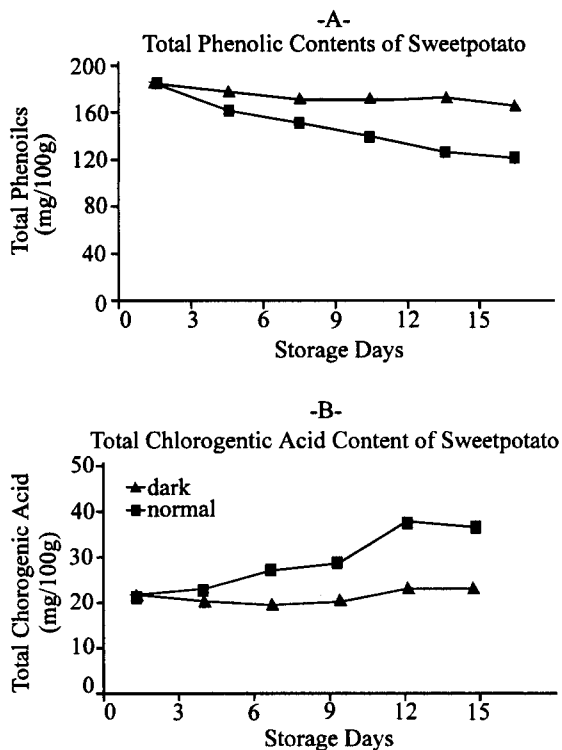 -A-
Total Phenolic Contents of Sweetpotato
Total Phenoilcs
(mg/100g)
200
160
120
80
40
0
0 3 6 9 12 15
Storage Days
-B-
Total Chlorogentic Acid Content of Sweetpotato
Total Chorogenic Acid
(mg/100g)
50
40
30
20
10
0
dark
normal
0 3 6 9 12 15
Storage Days